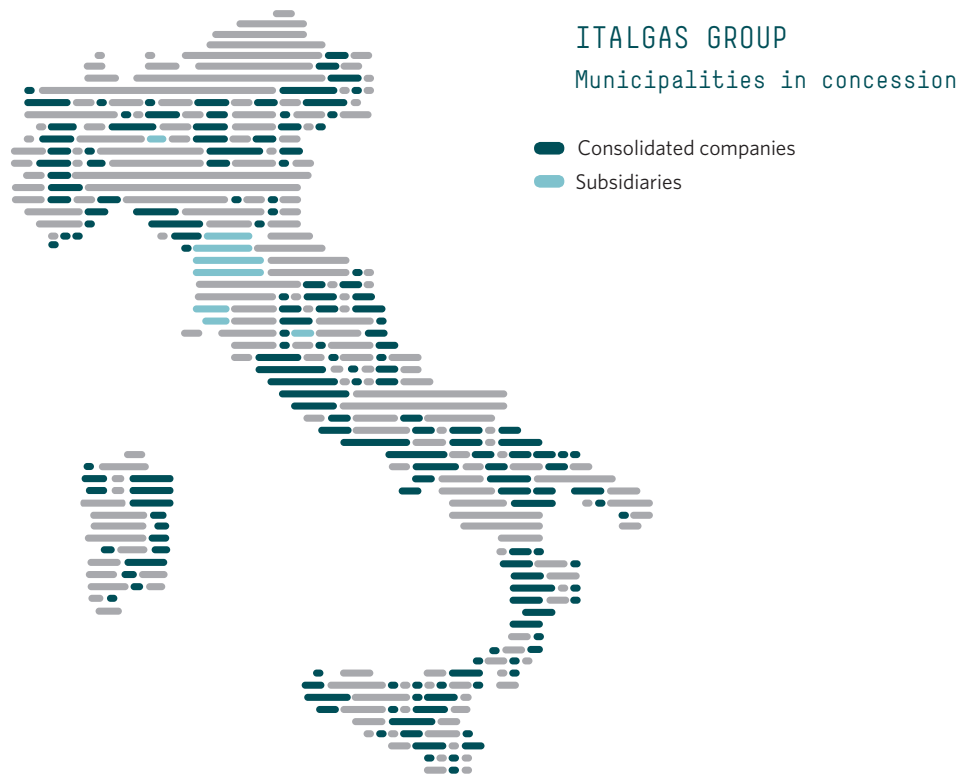 ITALGAS GROUP
Municipalities in concession
Consolidated companies
Subsidiaries